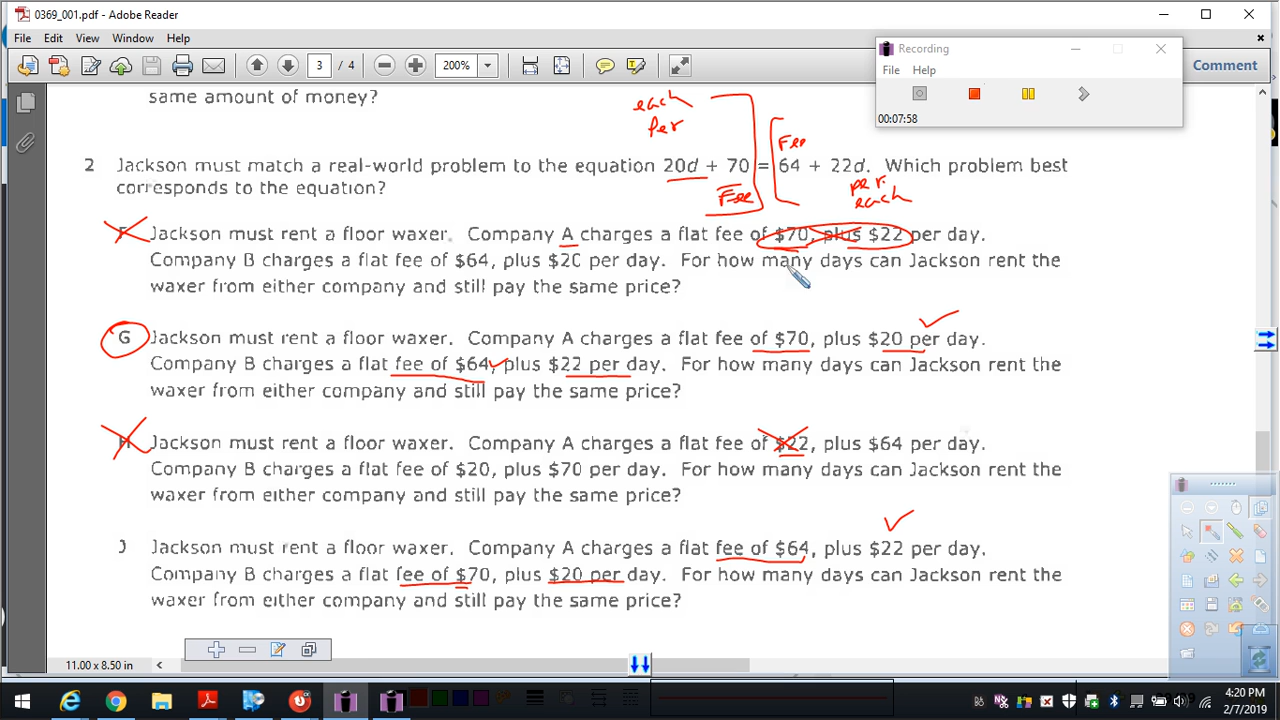 0369_001.pdf - Adobe Reader
File Edit View Window Help
3 / 4
200%
Comment
Recording
File Help
00:07:58
same amount of money?
each
per
Fee
Fee
per
each
2 Jackson must match a real-world problem to the equation 20d + 70 = 64 + 22d. Which problem best
corresponds to the equation?
F Jackson must rent a floor waxer. Company A charges a flat fee of $70, plus $22 per day.
Company B charges a flat fee of $64, plus $20 per day. For how many days can Jackson rent the
waxer from either company and still pay the same price?
G Jackson must rent a floor waxer. Company A charges a flat fee of $70, plus $20 per day.
Company B charges a flat fee of $64, plus $22 per day. For how many days can Jackson rent the
waxer from either company and still pay the same price?
H Jackson must rent a floor waxer. Company A charges a flat fee of $22, plus $64 per day.
Company B charges a flat fee of $20, plus $70 per day. For how many days can Jackson rent the
waxer from either company and still pay the same price?
J Jackson must rent a floor waxer. Company A charges a flat fee of $64, plus $22 per day.
Company B charges a flat fee of $70, plus $20 per day. For how many days can Jackson rent the
waxer from either company and still pay the same price?
11.00 x 8.50 in
4:20 PM
2/7/2019